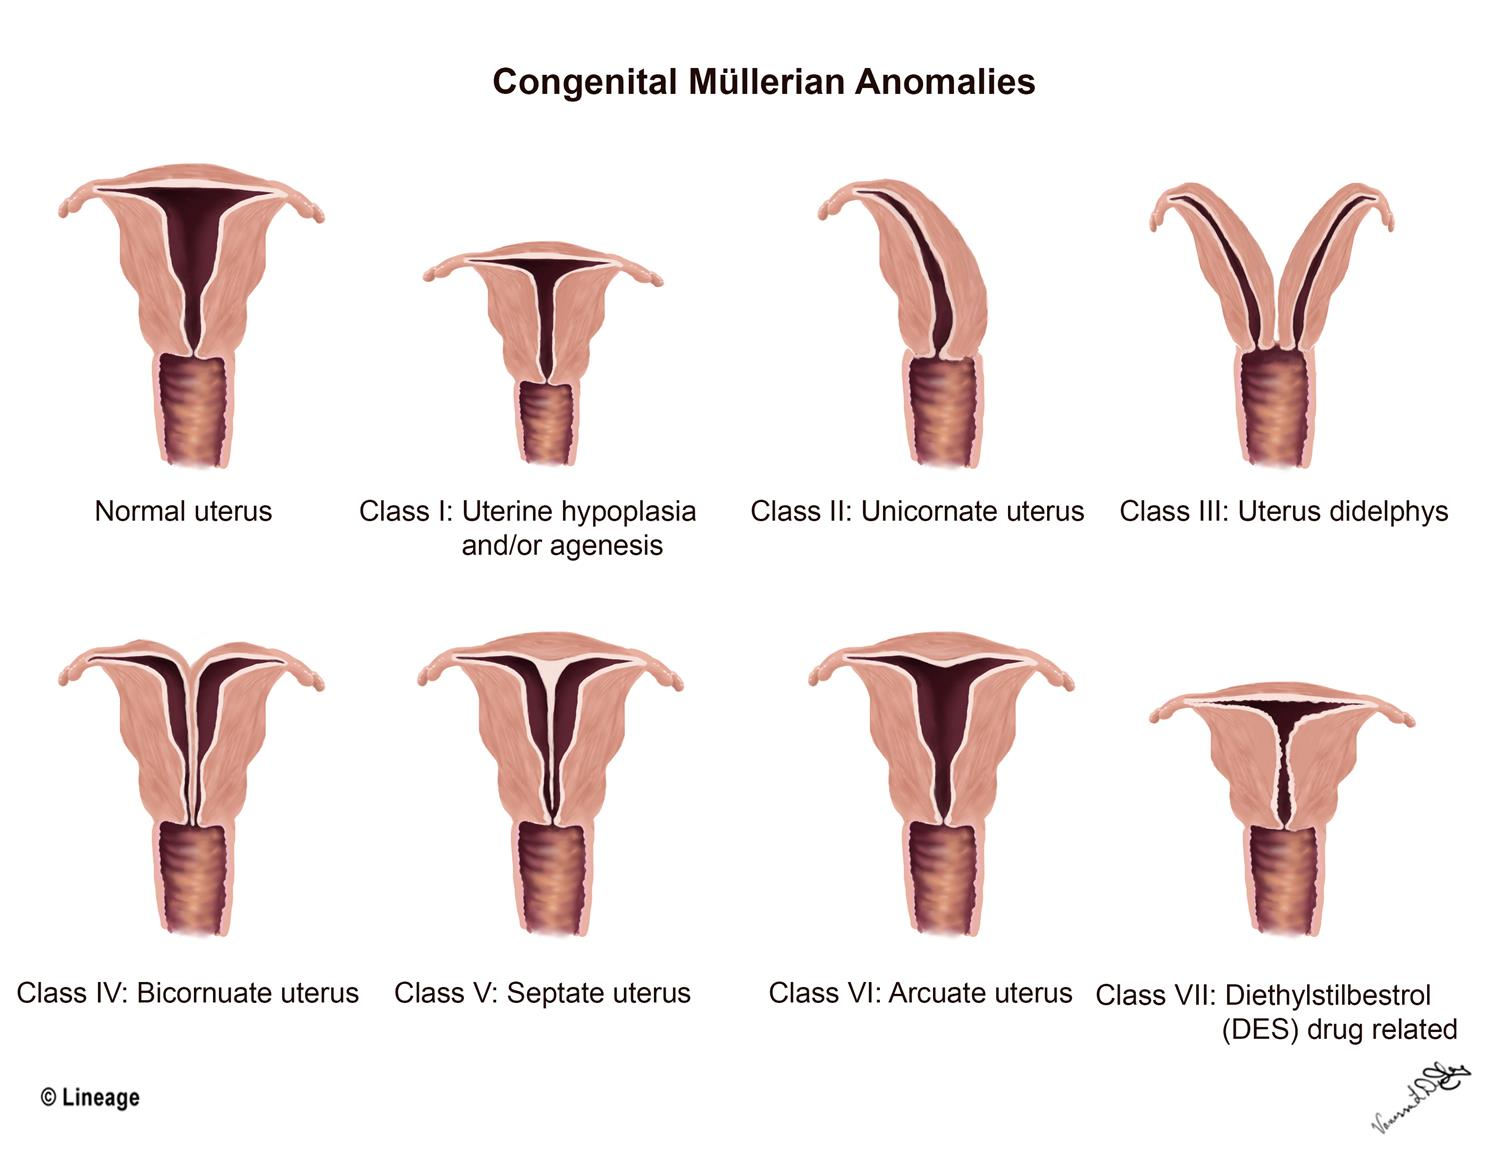 Congenital Müllerian Anomalies
Normal uterus
Class I: Uterine hypoplasia
and/or agenesis
Class II: Unicornate uterus
Class III: Uterus didelphys
Class IV: Bicornuate uterus
Class V: Septate uterus
Class VI: Arcuate uterus
Class VII: Diethylstilbestrol
(DES) drug related
© Lineage